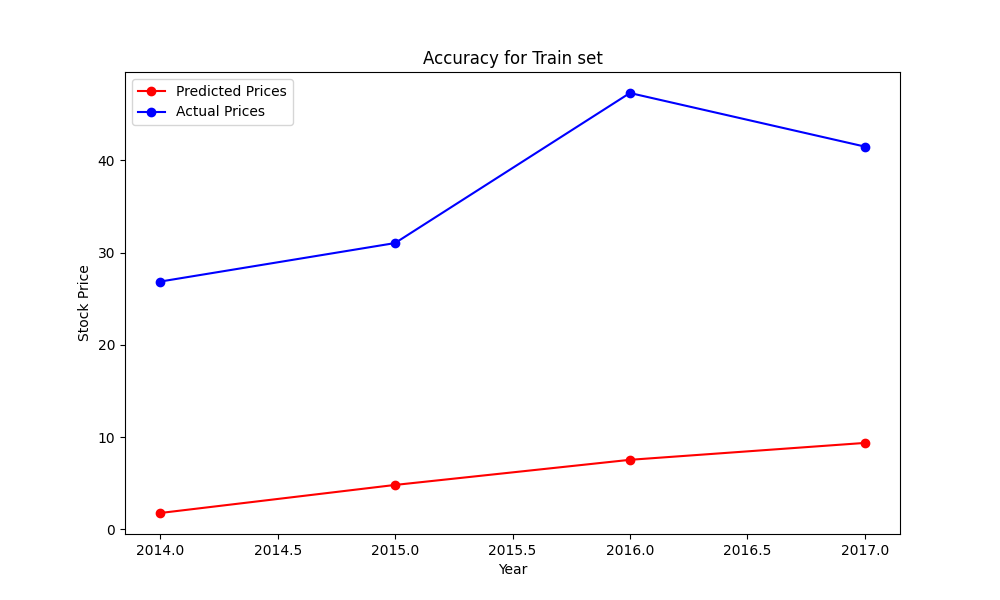 Accuracy for Train set
Predicted Prices
Actual Prices
40
30
20
10
0
Stock Price
2014.0 2014.5 2015.0 2015.5 2016.0 2016.5 2017.0
Year